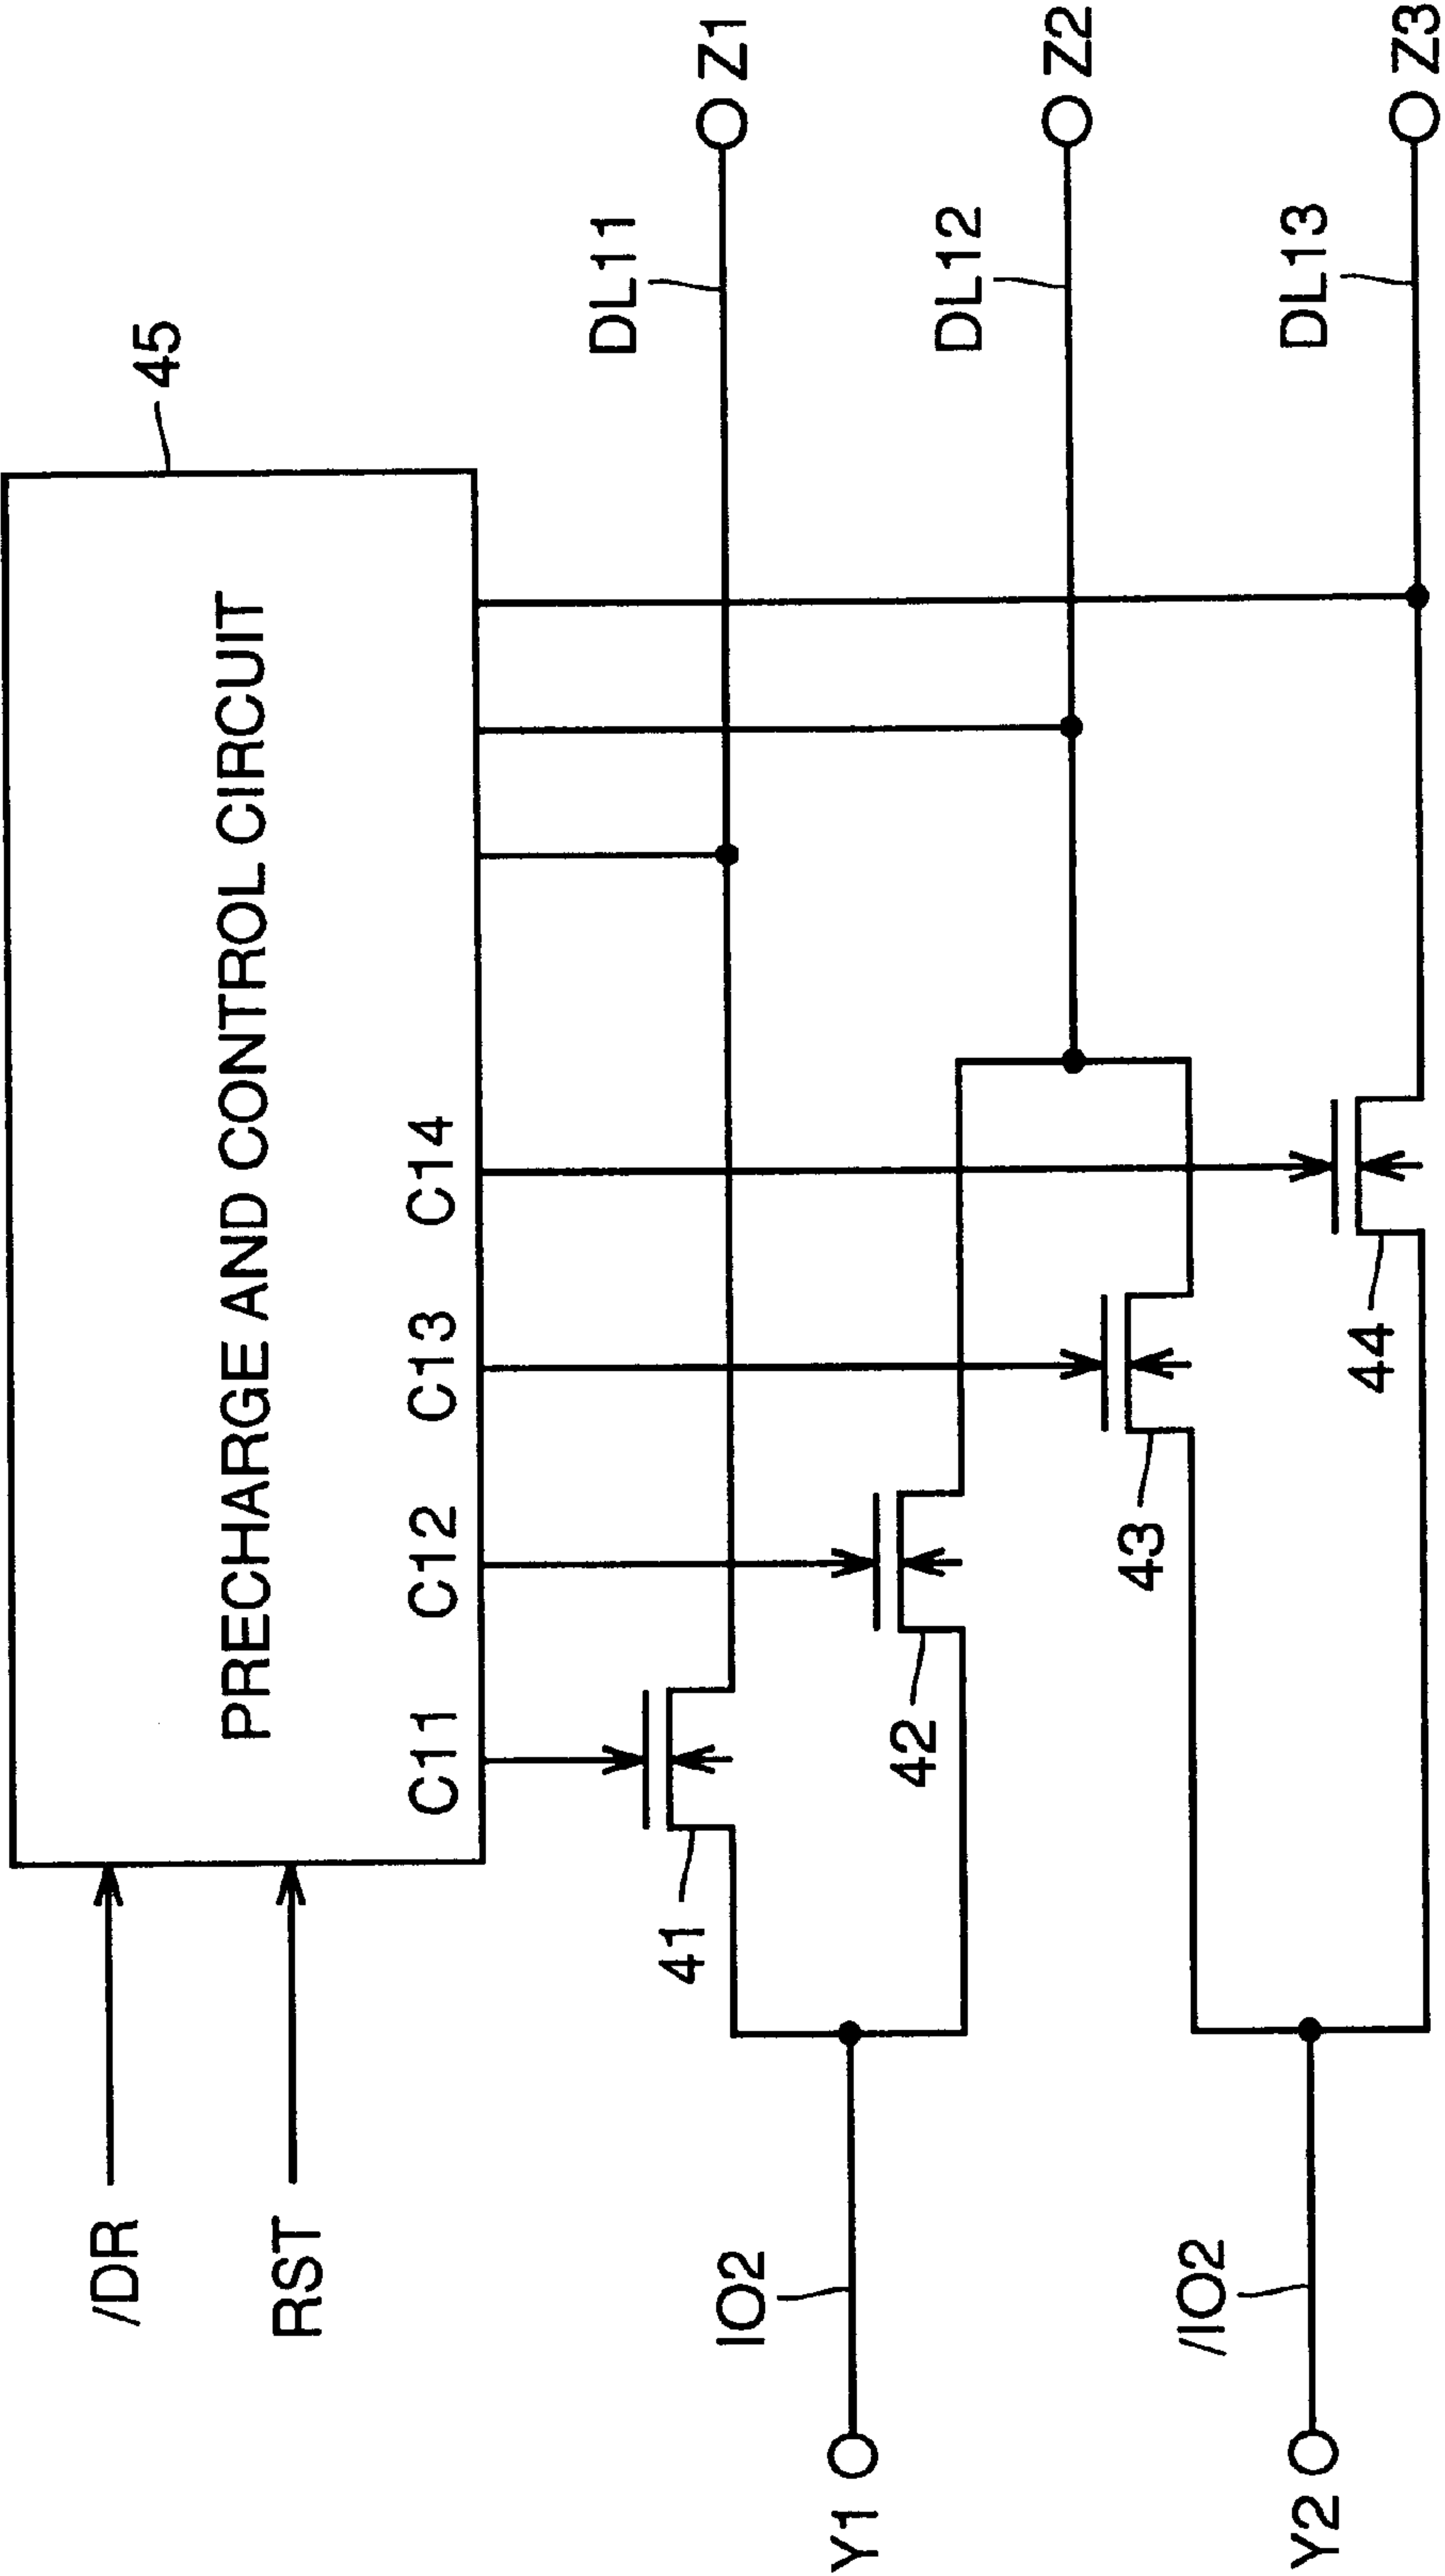 /DR
RST
PRECHARGE AND CONTROL CIRCUIT
45
C11 C12 C13 C14
41
42
43
44
DL11
Z1
DL12
Z2
DL13
Z3
Y1
IO2
Y2
/IO2